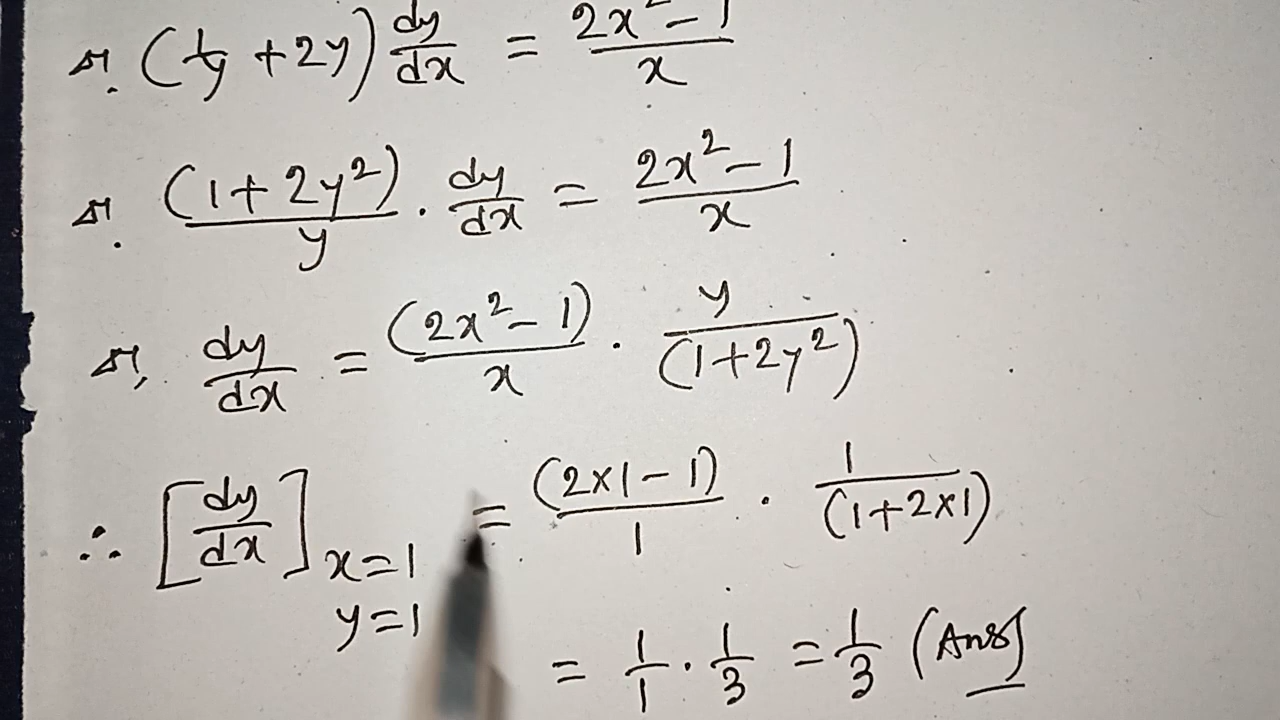 বা. (1/y + 2y) dy/dx = (2x² - 1)/x
বা. (1 + 2y²)/y . dy/dx = (2x² - 1)/x
বা, dy/dx = (2x² - 1)/x . y/(1 + 2y²)
∴ [dy/dx] x=1 y=1 = (2×1 - 1)/1 . 1/(1 + 2×1)
= 1/1 . 1/3 = 1/3 (Ans)